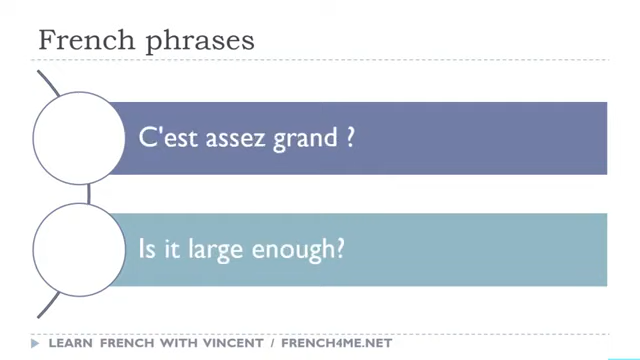 French phrases
C'est assez grand ?
Is it large enough?
LEARN FRENCH WITH VINCENT / FRENCH4ME.NET